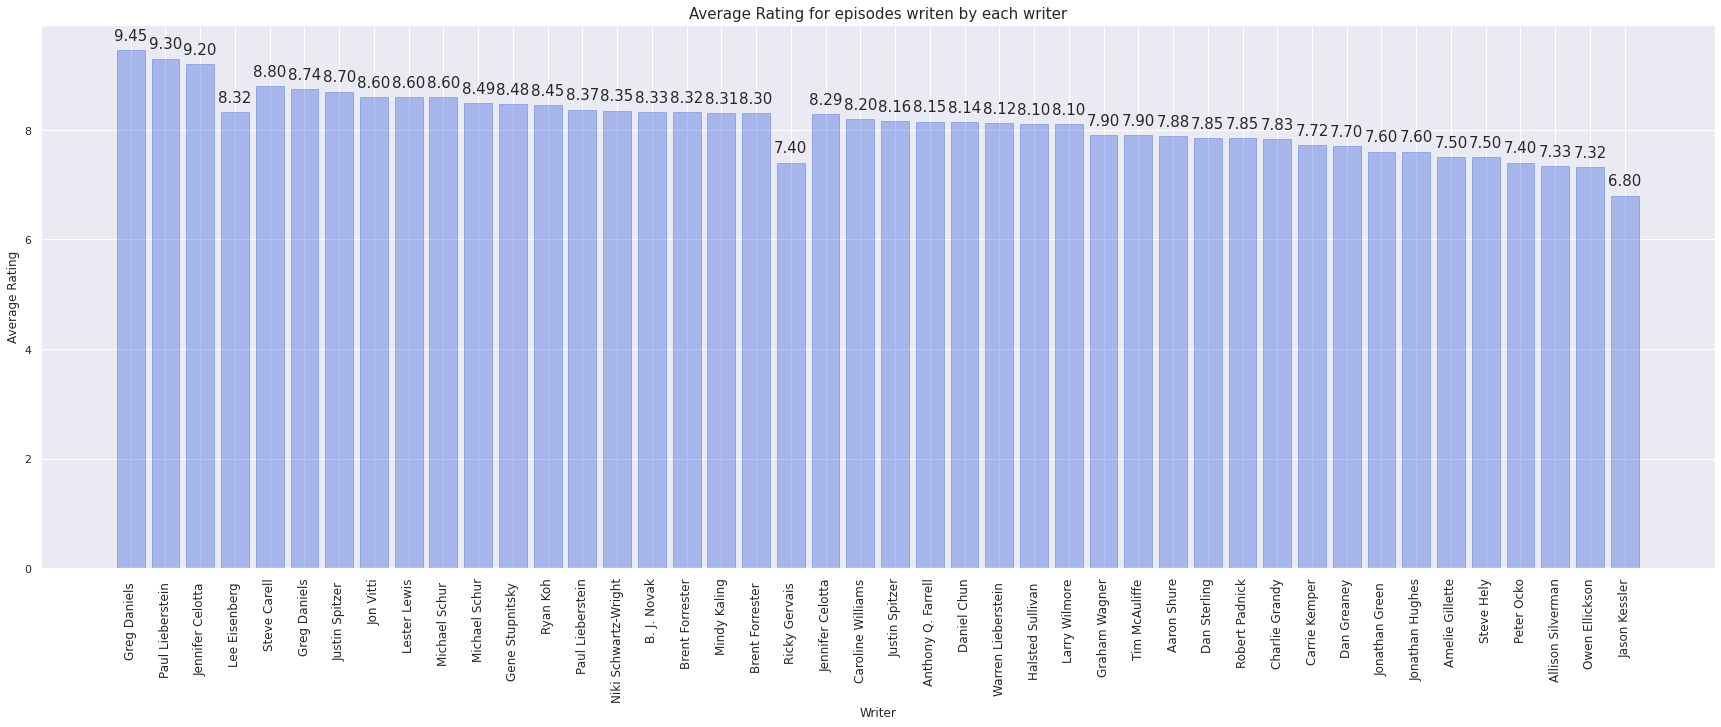 Average Rating for episodes writen by each writer
9.45 9.30 9.20 8.32 8.80 8.74 8.70 8.60 8.60 8.60 8.49 8.48 8.45 8.37 8.35 8.33 8.32 8.31 8.30 7.40 8.29 8.20 8.16 8.15 8.14 8.12 8.10 8.10 7.90 7.90 7.88 7.85 7.85 7.83 7.72 7.70 7.60 7.60 7.50 7.50 7.40 7.33 7.32 6.80
Average Rating
8
6
4
2
0
Greg Daniels
Paul Lieberstein
Jennifer Celotta
Lee Eisenberg
Steve Carell
Greg Daniels
Justin Spitzer
Jon Vitti
Lester Lewis
Michael Schur
Michael Schur
Gene Stupnitsky
Ryan Koh
Paul Lieberstein
Niki Schwartz-Wright
B. J. Novak
Brent Forrester
Mindy Kaling
Brent Forrester
Ricky Gervais
Jennifer Celotta
Caroline Williams
Justin Spitzer
Anthony Q. Farrell
Daniel Chun
Warren Lieberstein
Halsted Sullivan
Larry Wilmore
Graham Wagner
Tim McAuliffe
Aaron Shure
Dan Sterling
Robert Padnick
Charlie Grandy
Carrie Kemper
Dan Greaney
Jonathan Green
Jonathan Hughes
Amelie Gillette
Steve Hely
Peter Ocko
Allison Silverman
Owen Ellickson
Jason Kessler
Writer